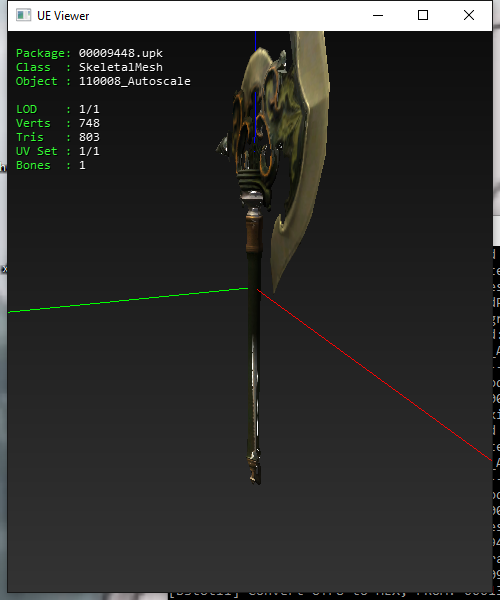 UE Viewer
Package: 00009448.upk
Class : SkeletalMesh
Object : 110008_Autoscale
LOD : 1/1
Verts : 748
Tris : 803
UV Set : 1/1
Bones : 1